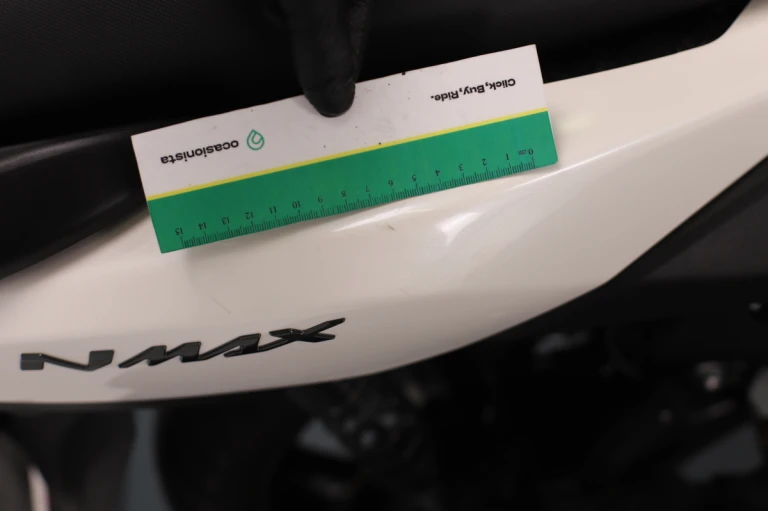 Click, Buy, Ride.
ocasionista
0 cm 1 2 3 4 5 6 7 8 9 10 11 12 13 14 15
NMAX